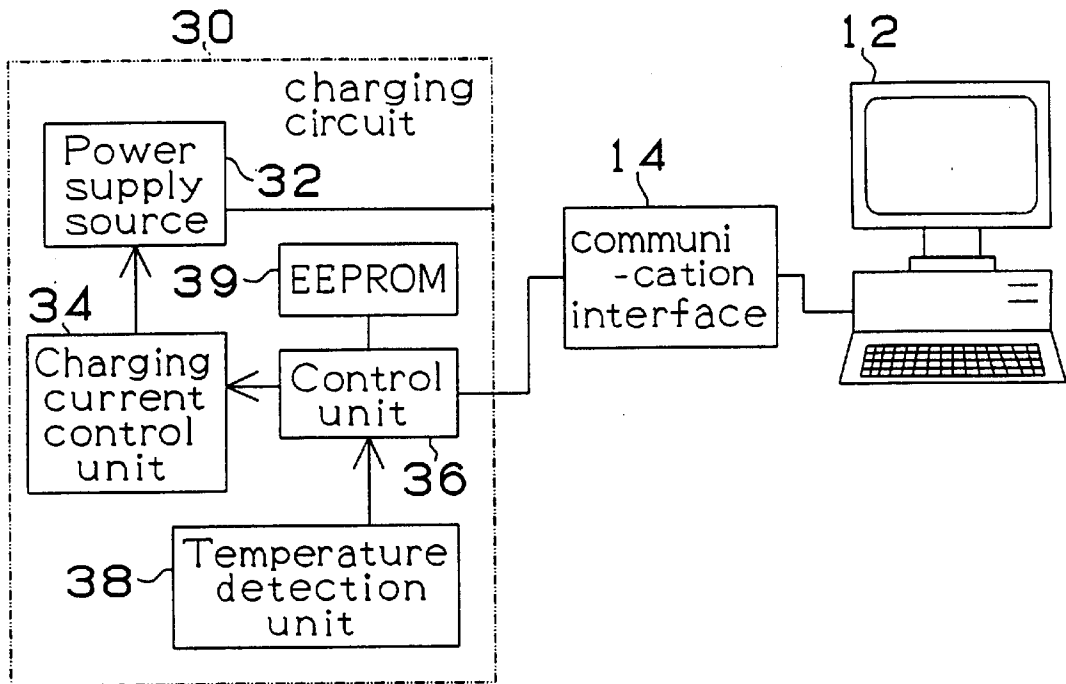 30
charging
circuit
Power
supply
source
32
12
14
communi
-cation
interface
39
EEPROM
34
Charging
current
control
unit
Control
unit
36
38
Temperature
detection
unit